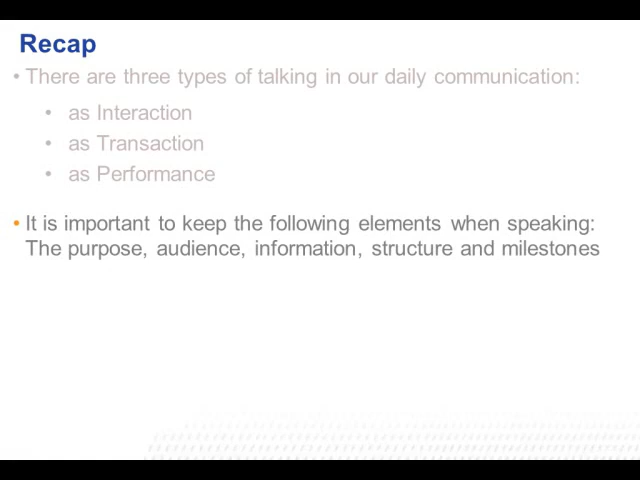 Recap
• There are three types of talking in our daily communication:
• as Interaction
• as Transaction
• as Performance
• It is important to keep the following elements when speaking:
The purpose, audience, information, structure and milestones